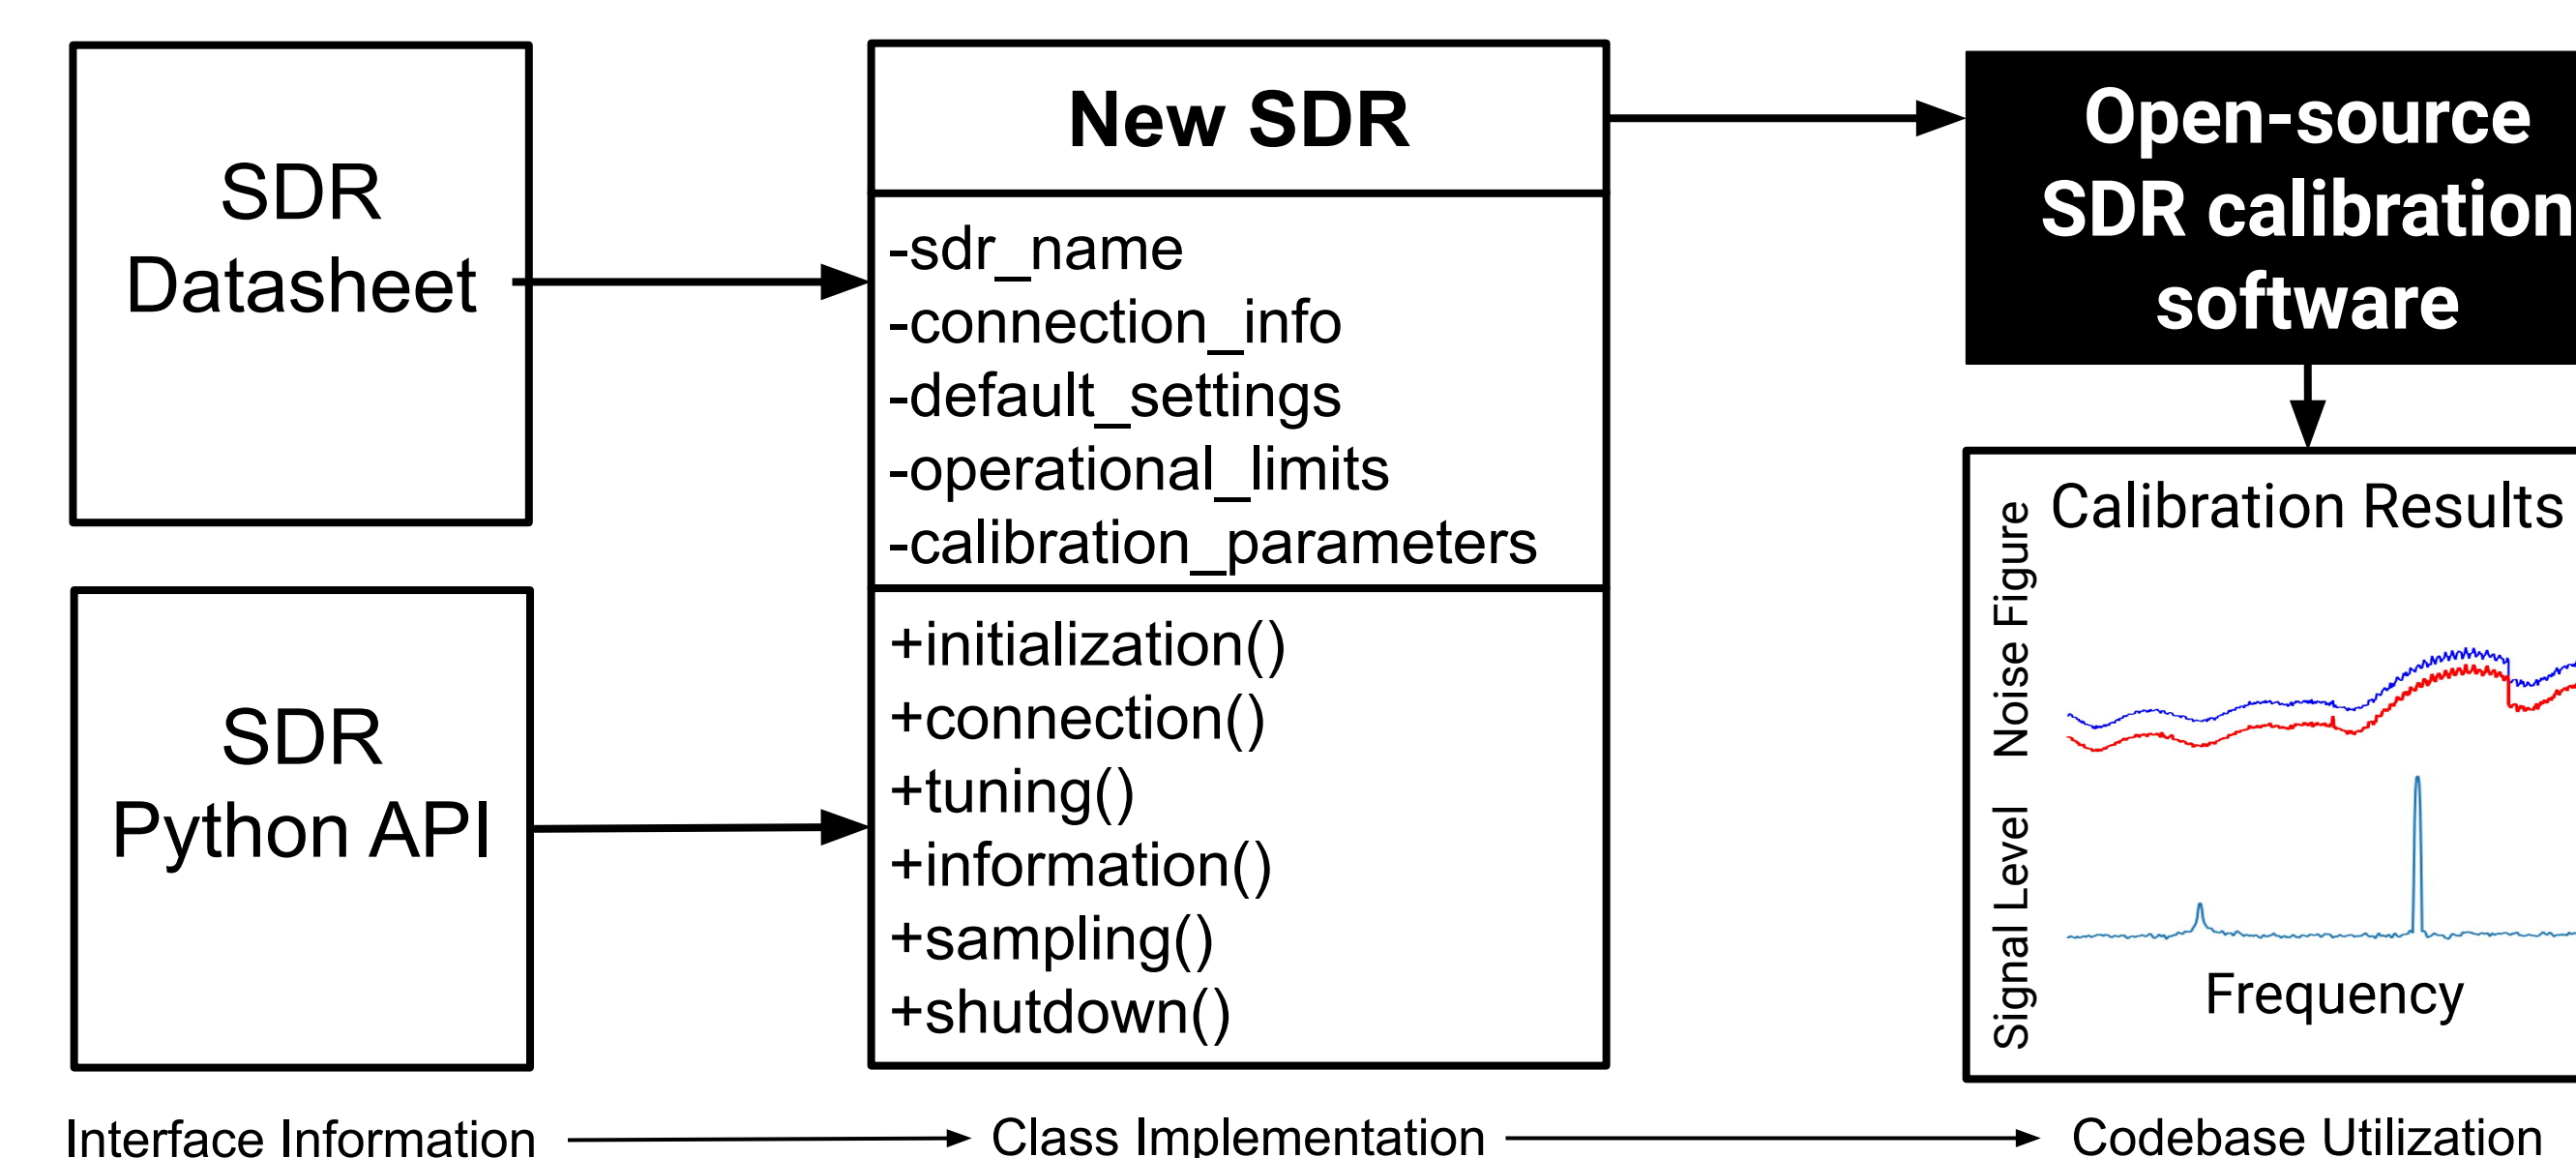 SDR
Datasheet
SDR
Python API
New SDR
-sdr_name
-connection_info
-default_settings
-operational_limits
-calibration_parameters
+initialization()
+connection()
+tuning()
+information()
+sampling()
+shutdown()
Open-source
SDR calibration
software
Calibration Results
Noise Figure
Signal Level
Frequency
Interface Information
Class Implementation
Codebase Utilization